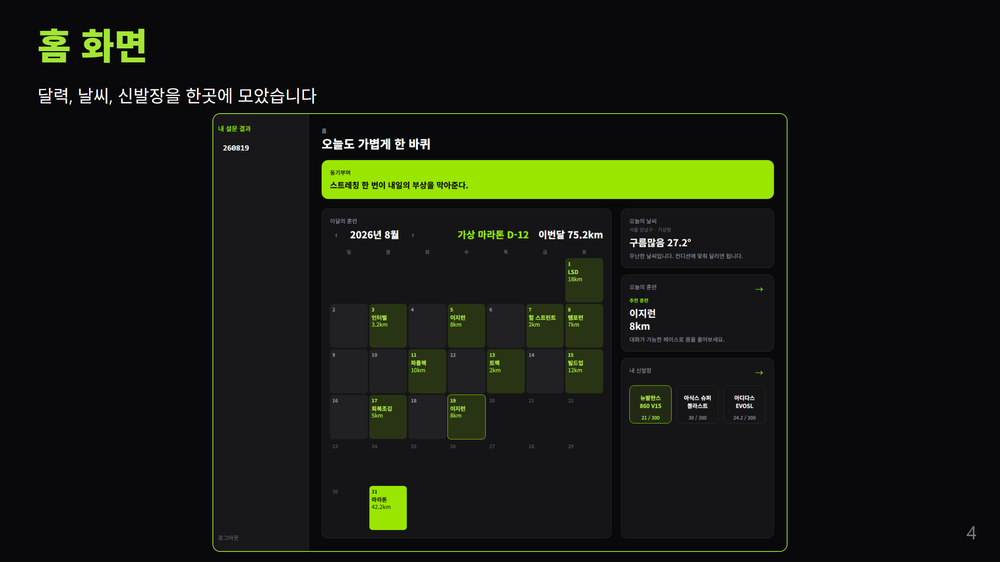 홈 화면
달력, 날씨, 신발장을 한곳에 모았습니다
내 설문 결과
260819
로그아웃
홈
오늘도 가볍게 한 바퀴
동기부여
스트레칭 한 번이 내일의 부상을 막아준다.
이달의 훈련
‹ 2026년 8월 › 가상 마라톤 D-12 이번달 75.2km
일 월 화 수 목 금 토
1
LSD
18km
2
3
인터벌
3.2km
4
5
이지런
8km
6
7
힐 스프린트
2km
8
템포런
7km
9
10
11
파틀렉
10km
12
13
트랙
2km
14
15
빌드업
12km
16
17
회복조깅
5km
18
19
이지런
8km
20
21
22
23
24
25
26
27
28
29
30
31
마라톤
42.2km
오늘의 날씨
서울 강남구 · 기상청
구름많음 27.2°
무난한 날씨입니다. 컨디션에 맞춰 달리면 됩니다.
오늘의 훈련 →
추천 훈련
이지런
8km
대화가 가능한 페이스로 몸을 풀어보세요.
내 신발장 →
뉴발란스
860 V15
21 / 300
아식스 슈퍼
블라스트
30 / 300
아디다스
EVOSL
24.2 / 300
4